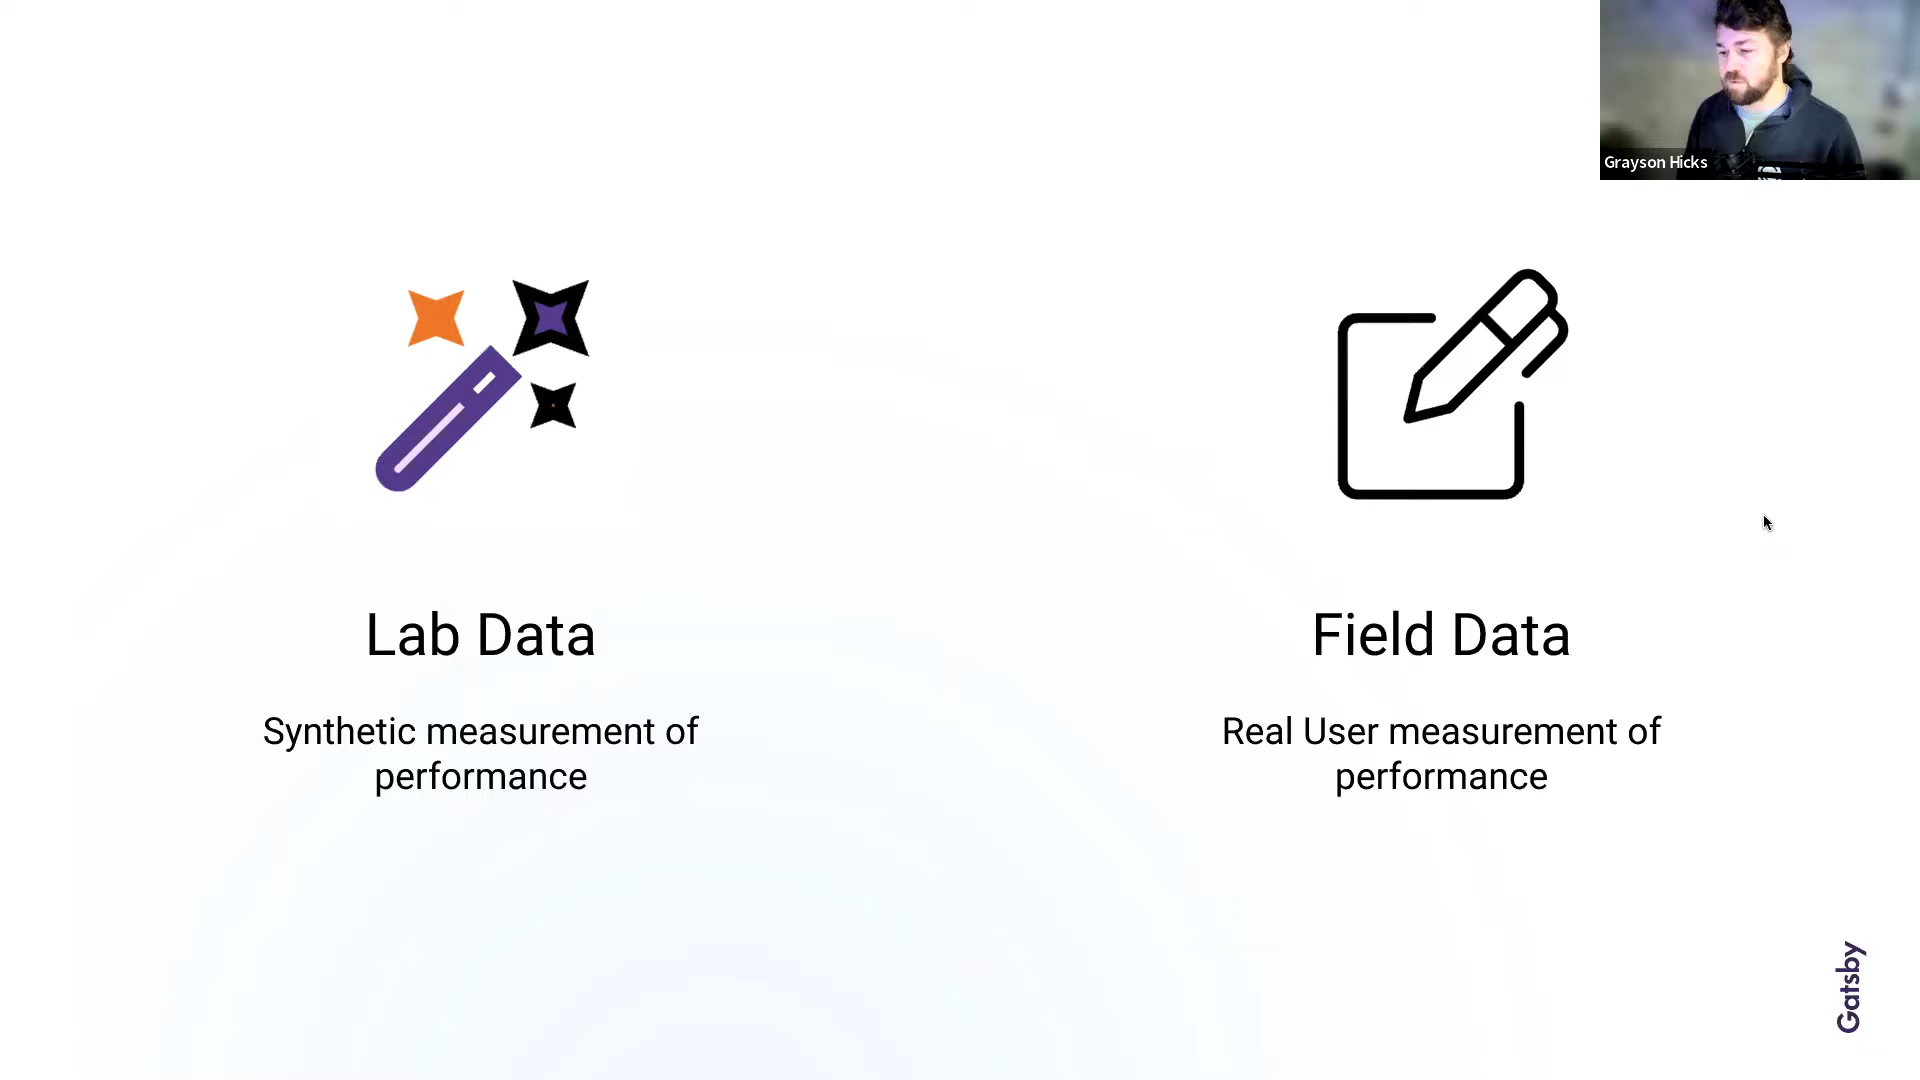 Grayson Hicks
Lab Data
Synthetic measurement of
performance
Field Data
Real User measurement of
performance
Gatsby